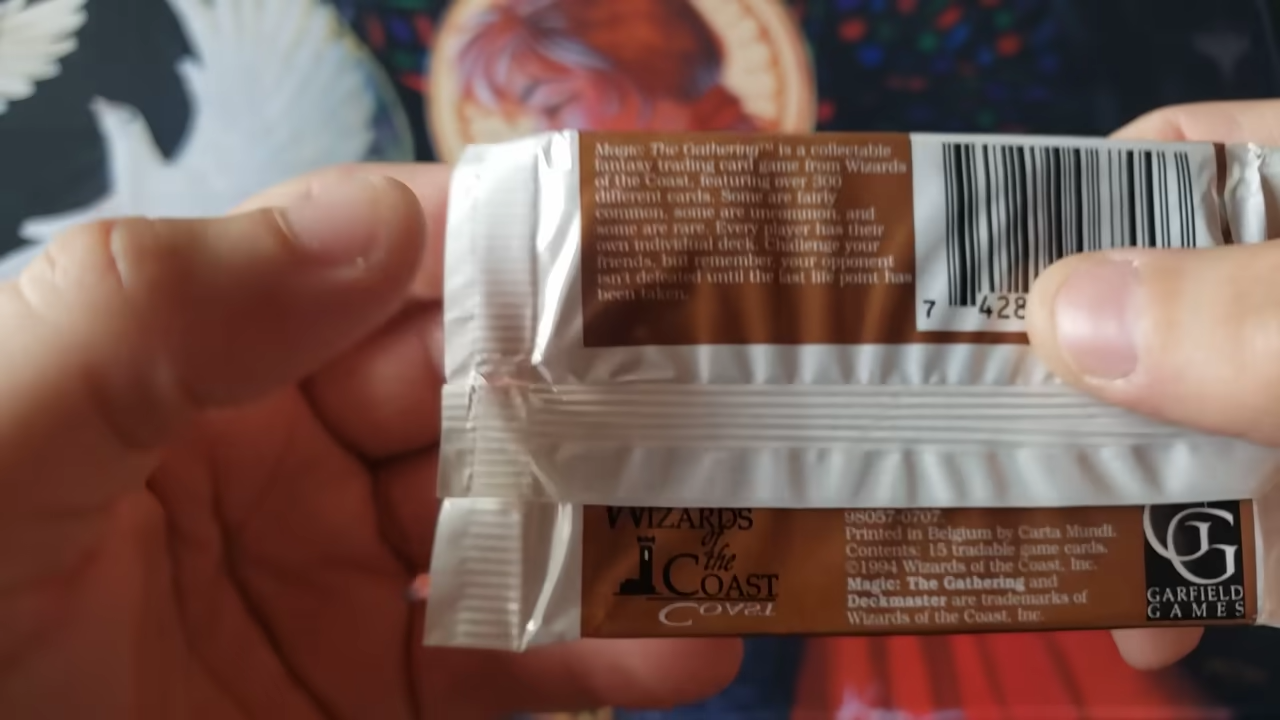 Magic: The Gathering™ is a collectable
fantasy trading card game from Wizards
of the Coast, featuring over 300
different cards. Some are fairly
common, some are uncommon, and
some are rare. Every player has their
own individual deck. Challenge your
friends, but remember, your opponent
isn't defeated until the last life point has
been taken.
7 428
WIZARDS
of
the
COAST
COAST
98057-0707.
Printed in Belgium by Carta Mundi.
Contents: 15 tradable game cards.
©1994 Wizards of the Coast, Inc.
Magic: The Gathering and
Deckmaster are trademarks of
Wizards of the Coast, Inc.
GG
GARFIELD
GAMES